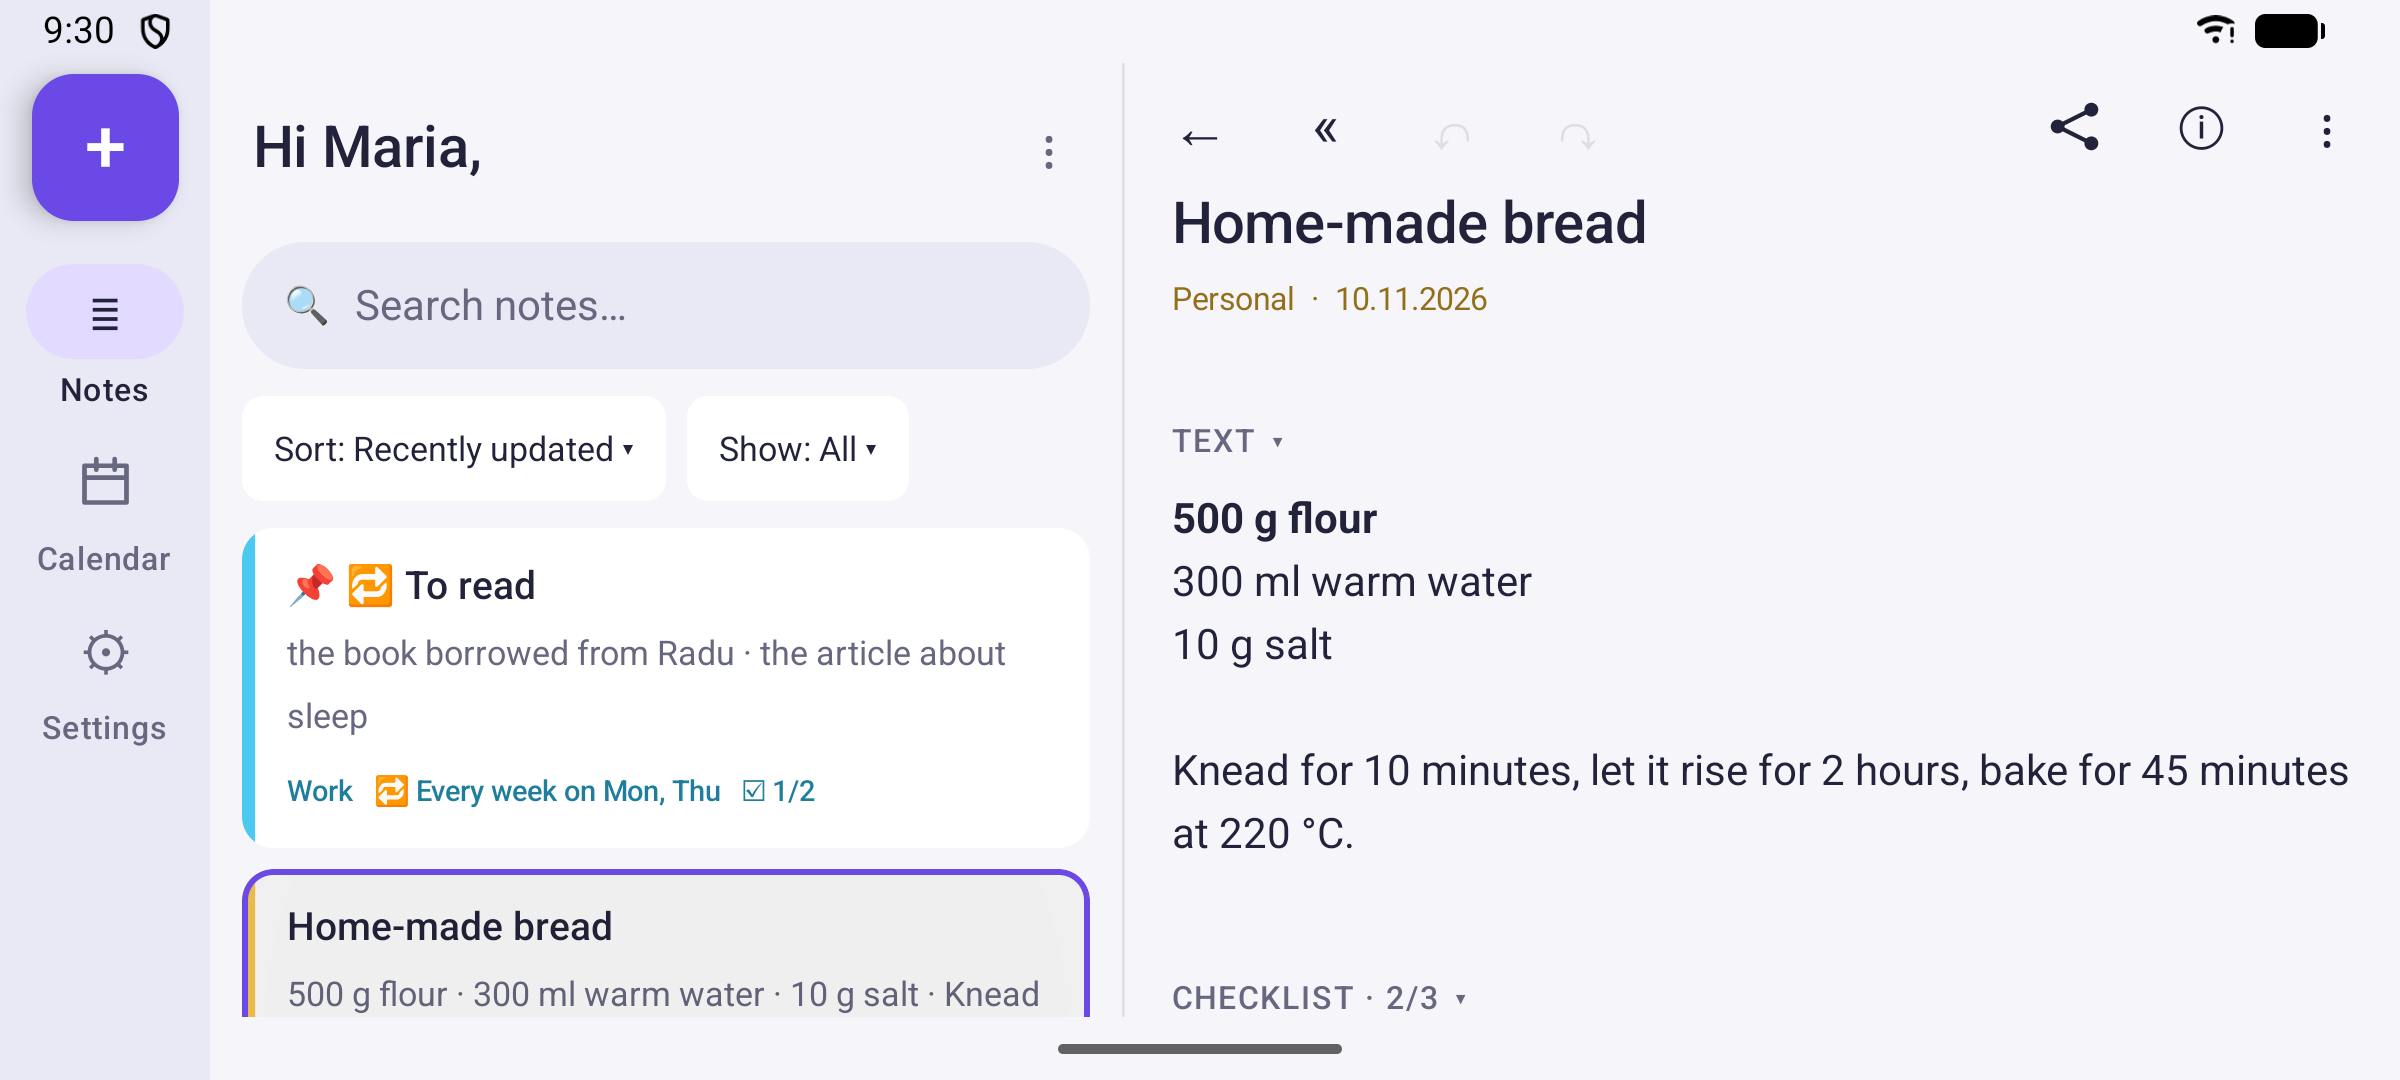 9:30
Notes
Calendar
Settings
Hi Maria,
Search notes...
Sort: Recently updated ▾
Show: All ▾
📌 🔁 To read
the book borrowed from Radu · the article about
sleep
Work 🔁 Every week on Mon, Thu ☑ 1/2
Home-made bread
500 g flour · 300 ml warm water · 10 g salt · Knead
Home-made bread
Personal · 10.11.2026
TEXT ▾
500 g flour
300 ml warm water
10 g salt
Knead for 10 minutes, let it rise for 2 hours, bake for 45 minutes
at 220 °C.
CHECKLIST · 2/3 ▾